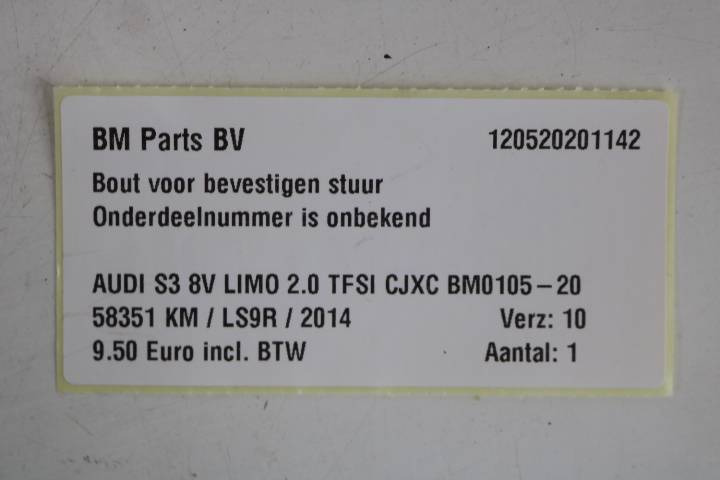 BM Parts BV 120520201142
Bout voor bevestigen stuur
Onderdeelnummer is onbekend
AUDI S3 8V LIMO 2.0 TFSI CJXC BM0105-20
58351 KM / LS9R / 2014 Verz: 10
9.50 Euro incl. BTW Aantal: 1